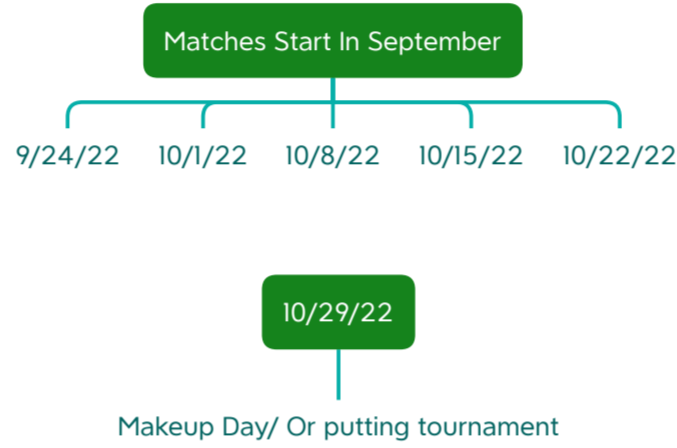 Matches Start In September
9/24/22 10/1/22 10/8/22 10/15/22 10/22/22
10/29/22
Makeup Day/ Or putting tournament